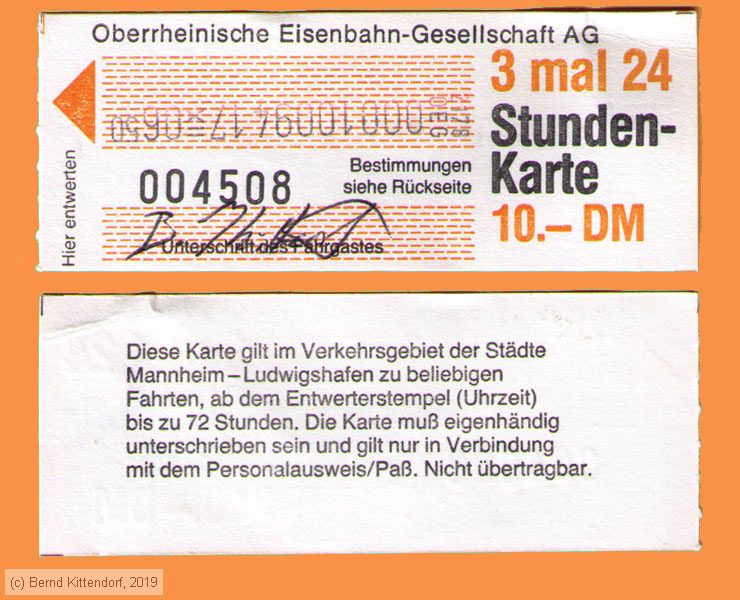 Oberrheinische Eisenbahn-Gesellschaft AG
3 mal 24
Stunden-
Karte
10.– DM
Hier entwerten
Bestimmungen
siehe Rückseite
004508
Unterschrift des Fahrgastes
Diese Karte gilt im Verkehrsgebiet der Städte
Mannheim–Ludwigshafen zu beliebigen
Fahrten, ab dem Entwerterstempel (Uhrzeit)
bis zu 72 Stunden. Die Karte muß eigenhändig
unterschrieben sein und gilt nur in Verbindung
mit dem Personalausweis/Paß. Nicht übertragbar.
(c) Bernd Kittendorf, 2019